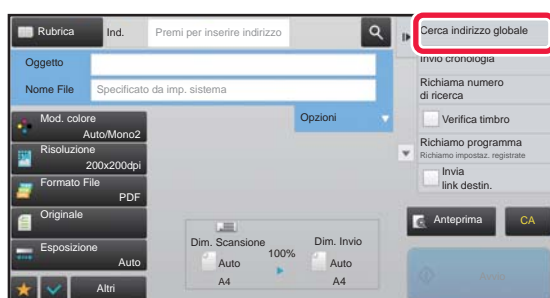 Rubrica
Ind.
Premi per inserire indirizzo
Oggetto
Nome File
Specificato da imp. sistema
Opzioni
Mod. colore
Auto/Mono2
Risoluzione
200x200dpi
Formato File
PDF
Originale
Esposizione
Auto
Altri
Dim. Scansione
Auto
A4
100%
Dim. Invio
Auto
A4
Cerca indirizzo globale
Invio cronologia
Richiama numero
di ricerca
Verifica timbro
Richiamo programma
Richiamo impostaz. registrate
Invia
link destin.
Anteprima
CA
Avvio